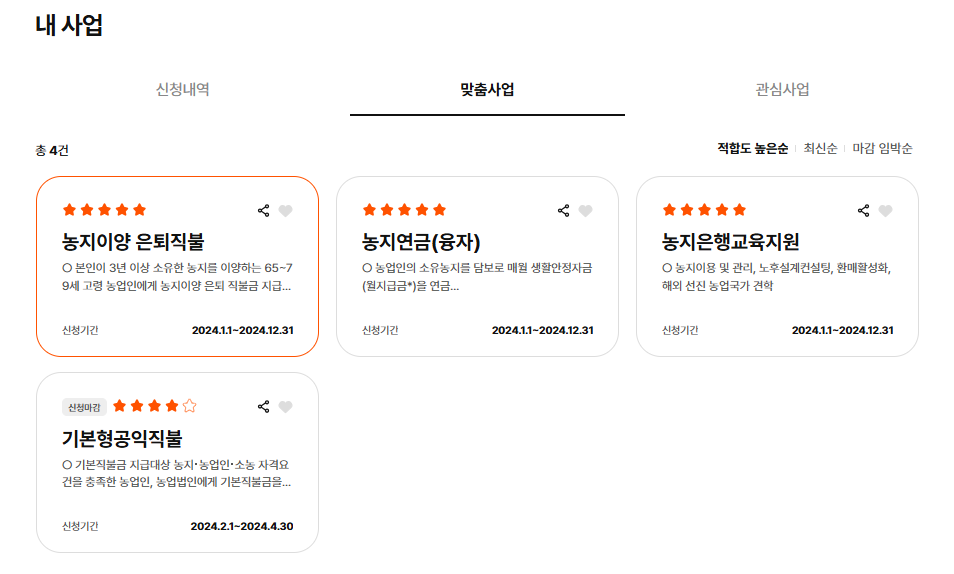 내 사업
신청내역
맞춤사업
관심사업
총 4건
적합도 높은순
최신순
마감 임박순
농지이양 은퇴직불
○ 본인이 3년 이상 소유한 농지를 이양하는 65~7
9세 고령 농업인에게 농지이양 은퇴 직불금 지급...
신청기간
2024.1.1~2024.12.31
농지연금(융자)
○ 농업인의 소유농지를 담보로 매월 생활안정자금
(월지급금*)을 연금...
신청기간
2024.1.1~2024.12.31
농지은행교육지원
○ 농지이용 및 관리, 노후설계컨설팅, 환매활성화,
해외 선진 농업국가 견학
신청기간
2024.1.1~2024.12.31
신청마감
기본형공익직불
○ 기본직불금 지급대상 농지·농업인·소농 자격요
건을 충족한 농업인, 농업법인에게 기본직불금을...
신청기간
2024.2.1~2024.4.30